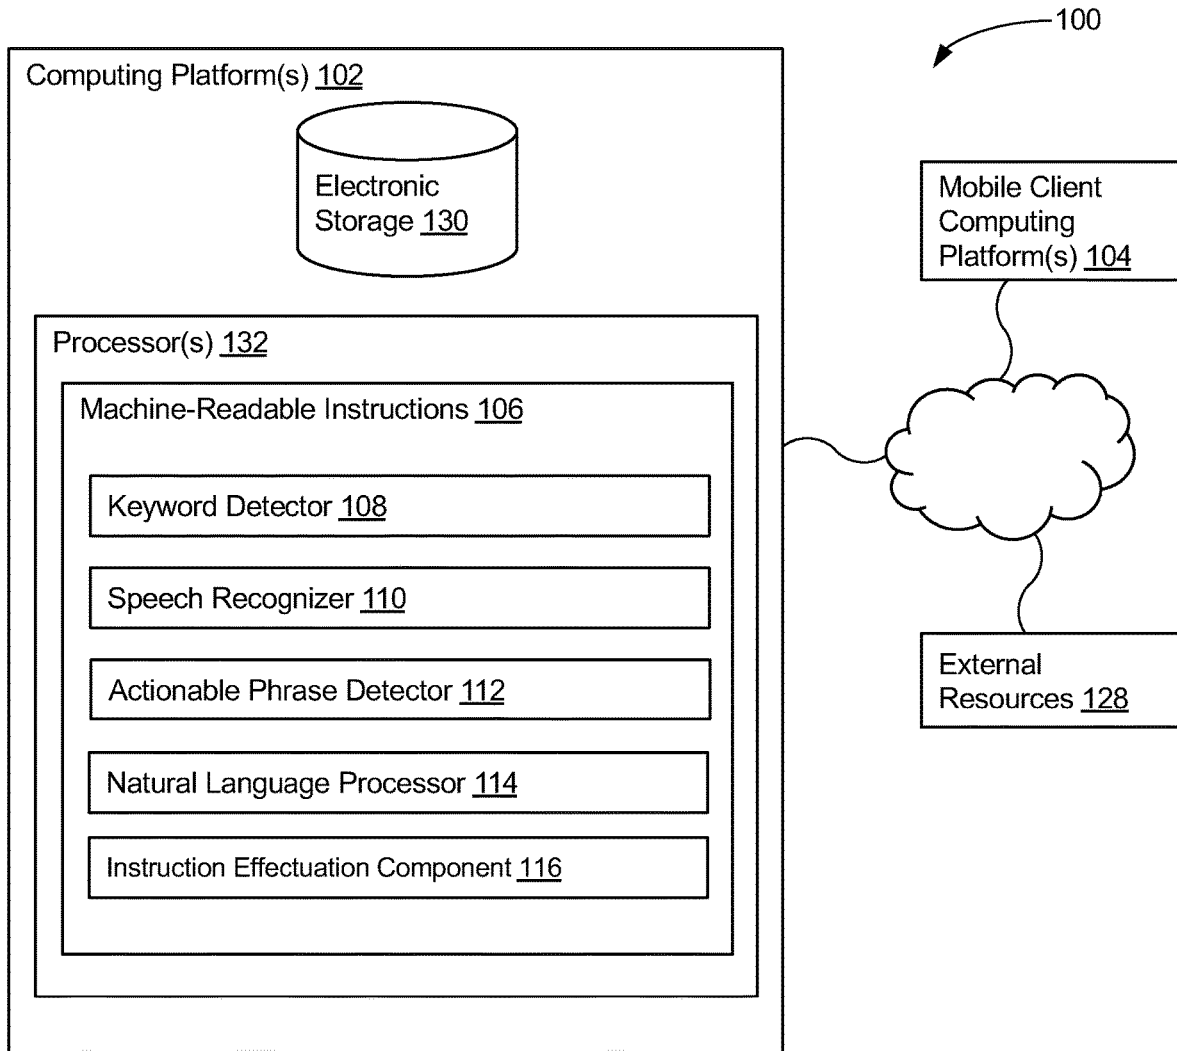 100
Computing Platform(s) 102
Electronic
Storage 130
Mobile Client
Computing
Platform(s) 104
Processor(s) 132
Machine-Readable Instructions 106
Keyword Detector 108
Speech Recognizer 110
Actionable Phrase Detector 112
Natural Language Processor 114
Instruction Effectuation Component 116
External
Resources 128